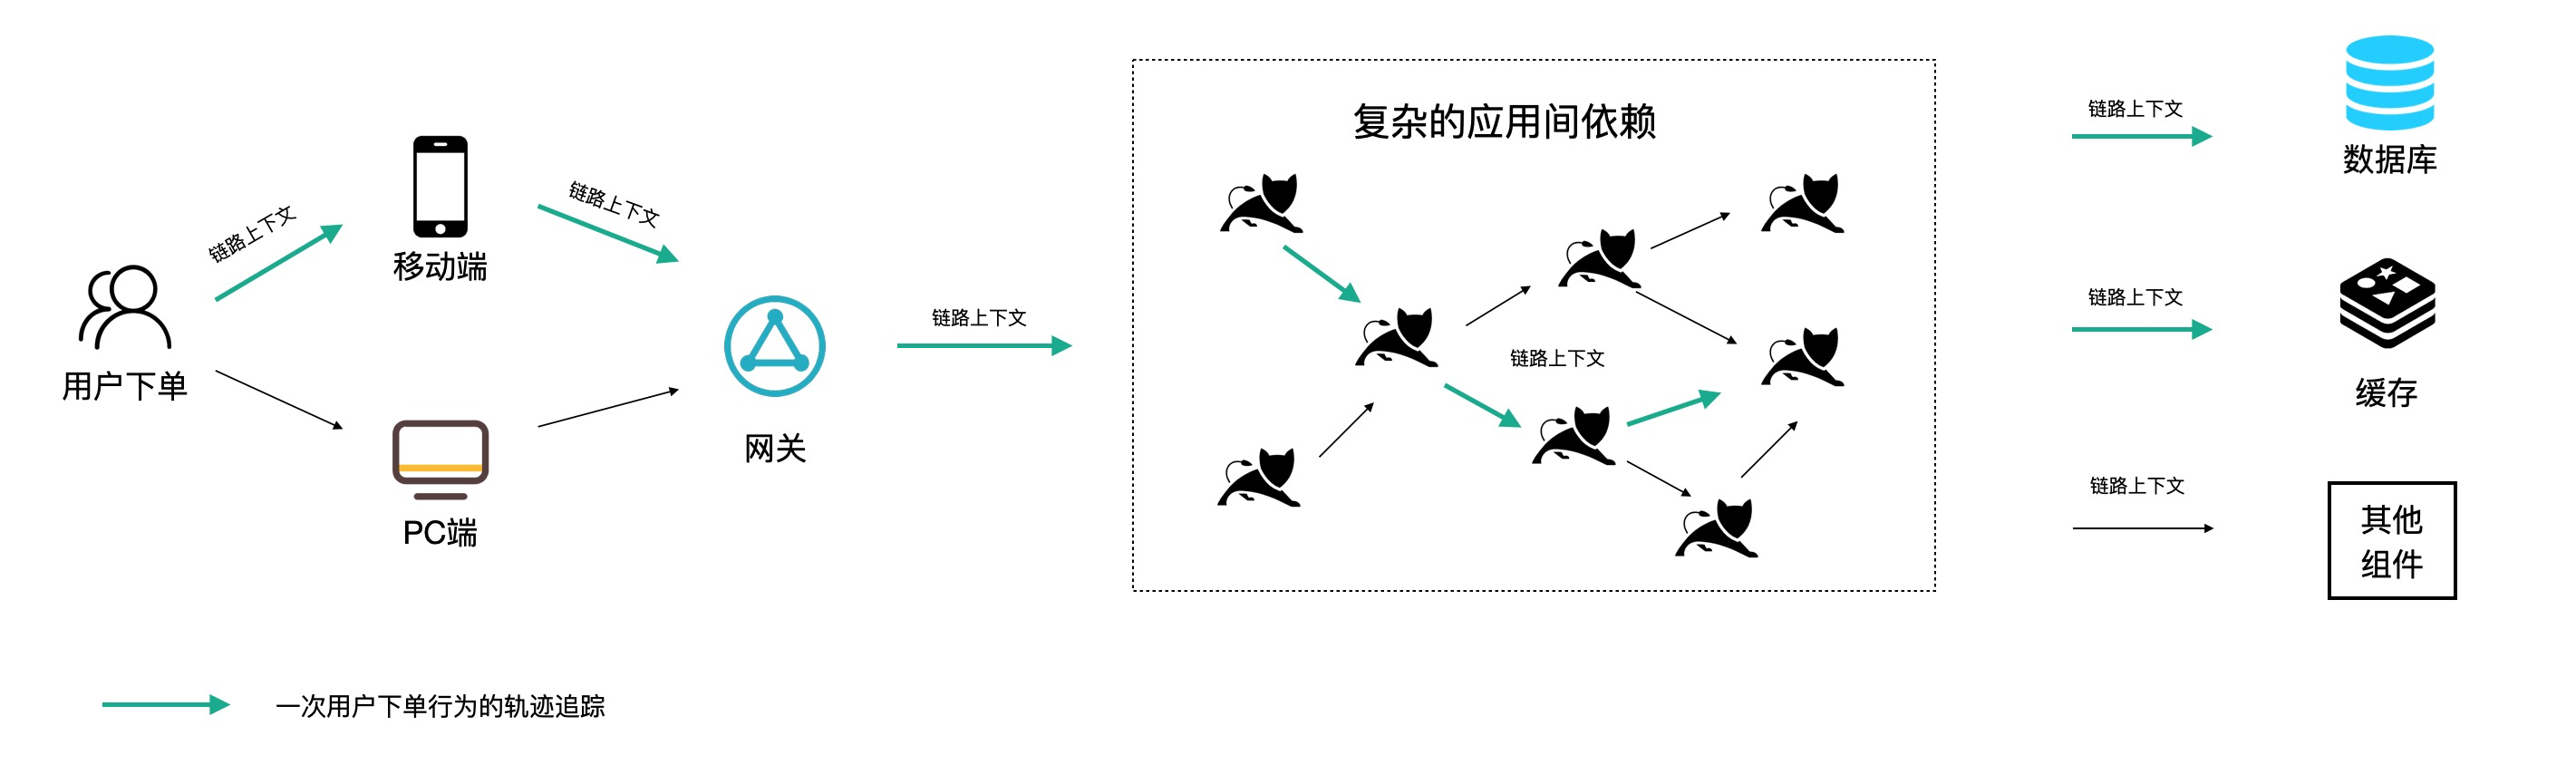 链路上下文
移动端
链路上下文
用户下单
PC端
网关
链路上下文
复杂的应用间依赖
链路上下文
链路上下文
数据库
链路上下文
缓存
链路上下文
其他
组件
一次用户下单行为的轨迹追踪